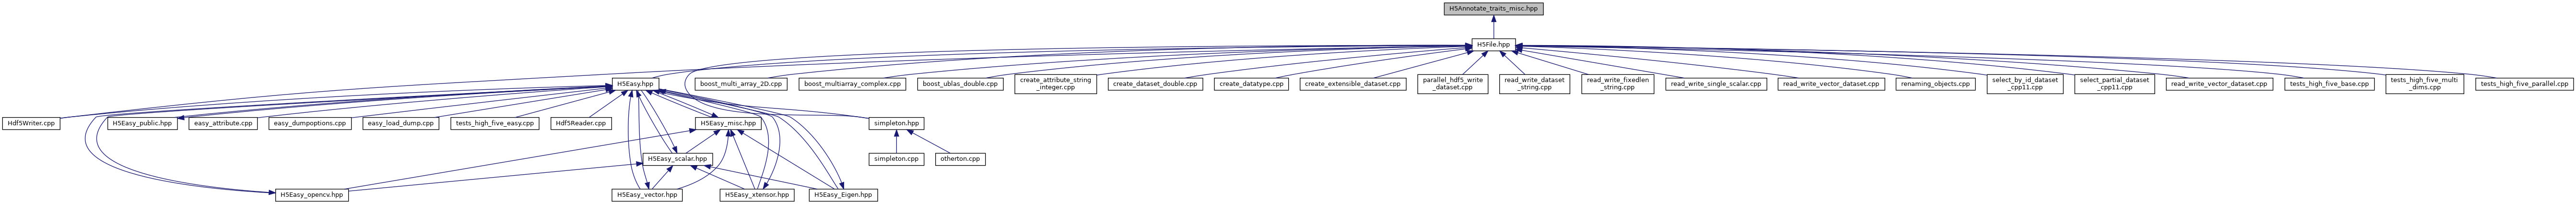 H5Annotate_traits_misc.hpp
H5File.hpp
H5Easy.hpp
boost_multi_array_2D.cpp
boost_multiarray_complex.cpp
boost_ublas_double.cpp
create_attribute_string
_integer.cpp
create_dataset_double.cpp
create_datatype.cpp
create_extensible_dataset.cpp
parallel_hdf5_write
_dataset.cpp
read_write_dataset
_string.cpp
read_write_fixedlen
_string.cpp
read_write_single_scalar.cpp
read_write_vector_dataset.cpp
renaming_objects.cpp
select_by_id_dataset
_cpp11.cpp
select_partial_dataset
_cpp11.cpp
read_write_vector_dataset.cpp
tests_high_five_base.cpp
tests_high_five_multi
_dims.cpp
tests_high_five_parallel.cpp
Hdf5Writer.cpp
H5Easy_public.hpp
easy_attribute.cpp
easy_dumpoptions.cpp
easy_load_dump.cpp
tests_high_five_easy.cpp
Hdf5Reader.cpp
H5Easy_misc.hpp
simpleton.hpp
H5Easy_scalar.hpp
simpleton.cpp
otherton.cpp
H5Easy_opencv.hpp
H5Easy_vector.hpp
H5Easy_xtensor.hpp
H5Easy_Eigen.hpp